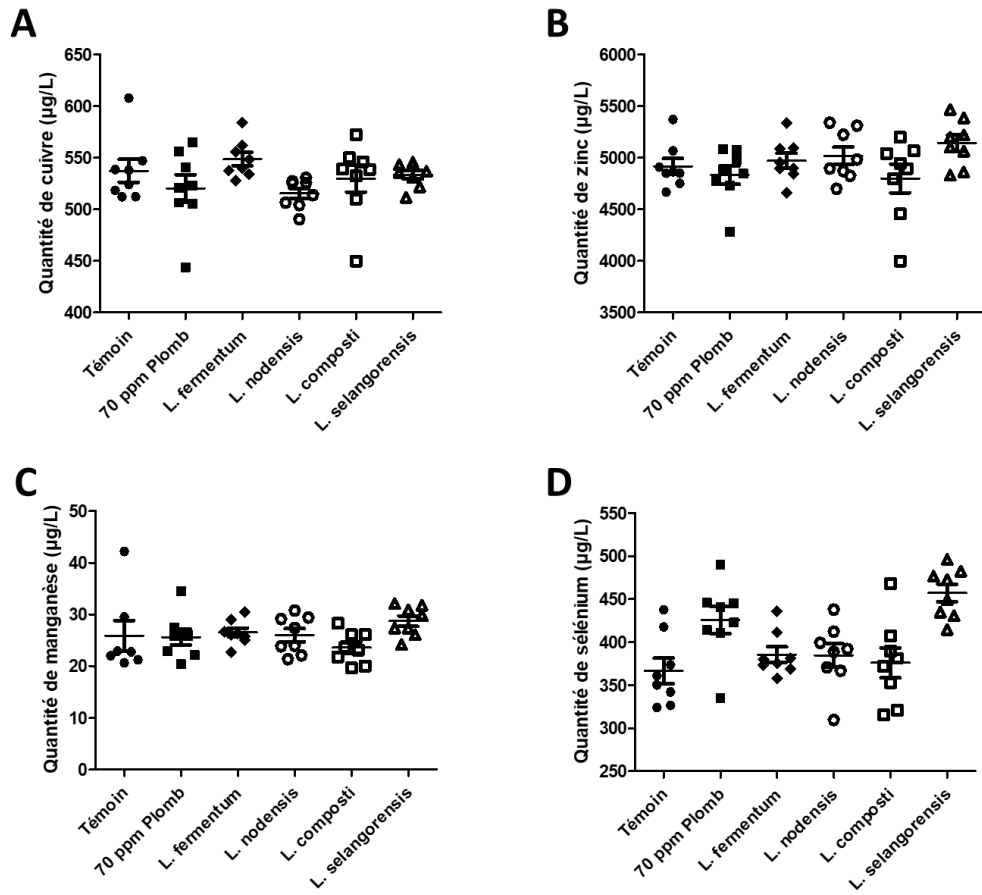 A
Quantité de cuivre (µg/L)
650
600
550
500
450
400
Témoin
70 ppm Plomb
L. fermentum
L. nodensis
L. composti
L. selangorensis
B
Quantité de zinc (µg/L)
6000
5500
5000
4500
4000
3500
Témoin
70 ppm Plomb
L. fermentum
L. nodensis
L. composti
L. selangorensis
C
Quantité de manganèse (µg/L)
50
40
30
20
10
0
Témoin
70 ppm Plomb
L. fermentum
L. nodensis
L. composti
L. selangorensis
D
Quantité de sélénium (µg/L)
550
500
450
400
350
300
250
Témoin
70 ppm Plomb
L. fermentum
L. nodensis
L. composti
L. selangorensis